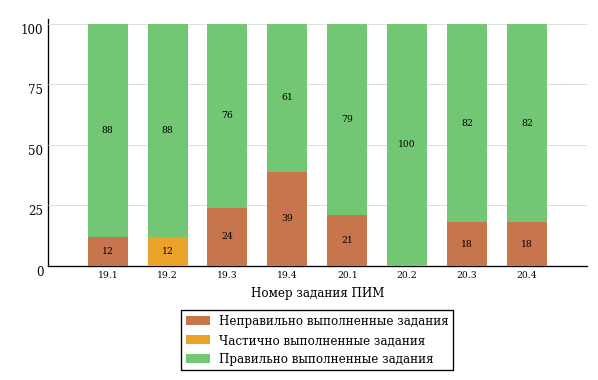 100
75
50
25
0
88 88 76 61 79 100 82 82
12 12 24 39 21 18 18
19.1 19.2 19.3 19.4 20.1 20.2 20.3 20.4
Номер задания ПИМ
Неправильно выполненные задания
Частично выполненные задания
Правильно выполненные задания